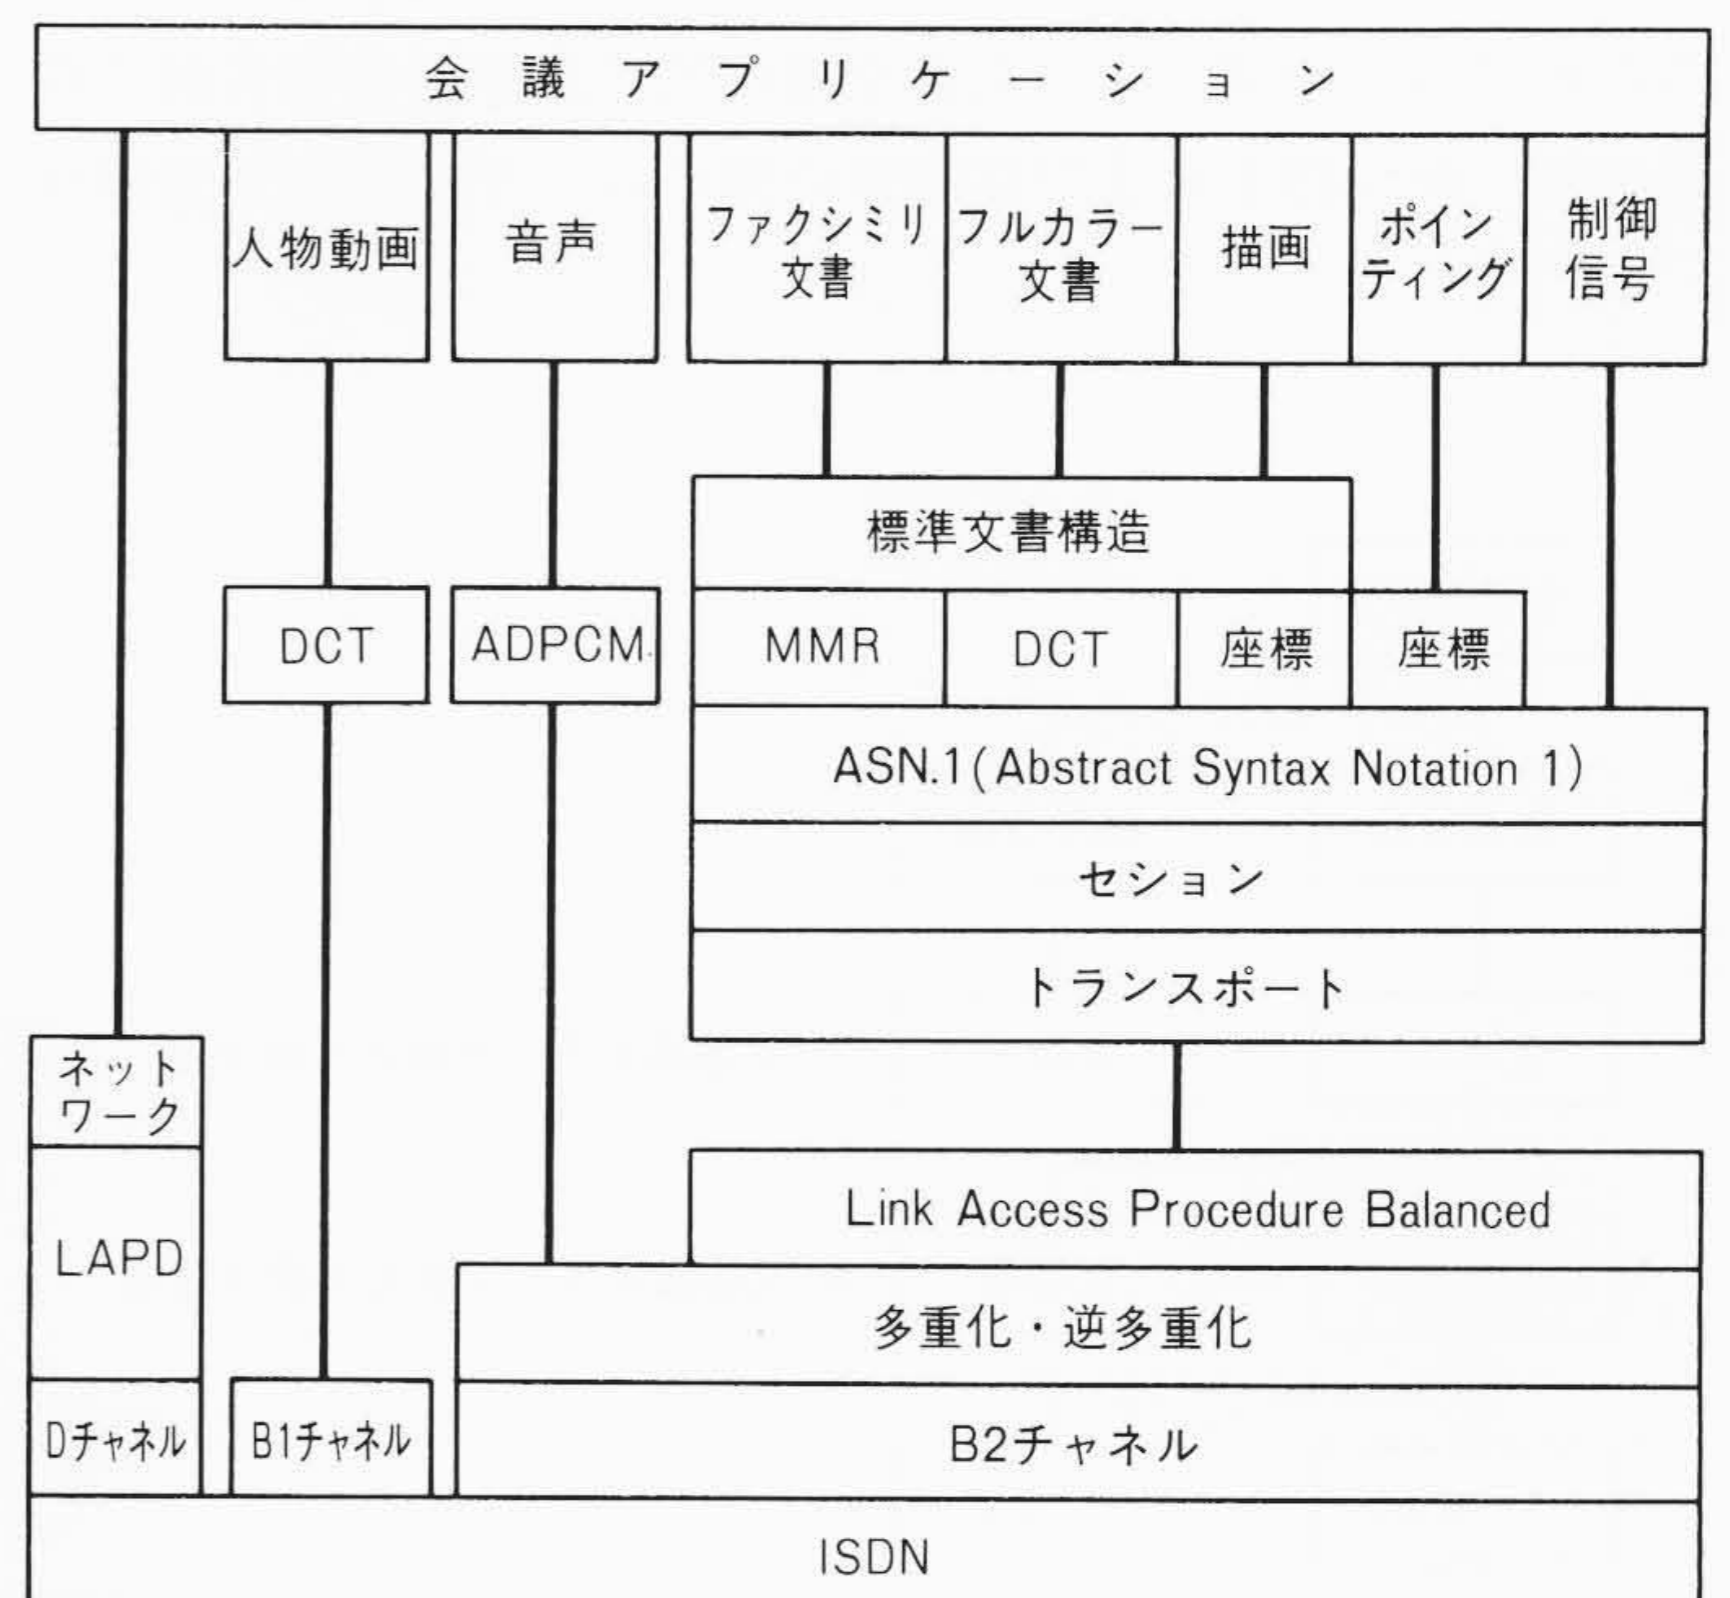 会議アプリケーション
人物動画
音声
ファクシミリ
文書
フルカラー
文書
描画
ポイン
ティング
制御
信号
標準文書構造
DCT
ADPCM
MMR
DCT
座標
座標
ASN.1(Abstract Syntax Notation 1)
セション
トランスポート
ネット
ワーク
LAPD
Link Access Procedure Balanced
多重化・逆多重化
Dチャネル
B1チャネル
B2チャネル
ISDN